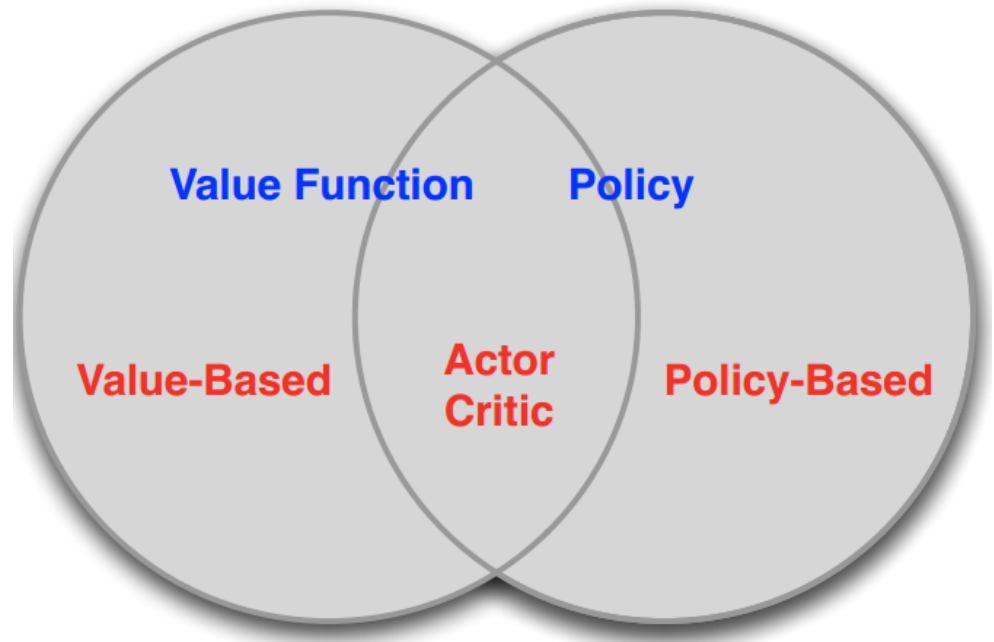 Value Function
Policy
Value-Based
Actor
Critic
Policy-Based